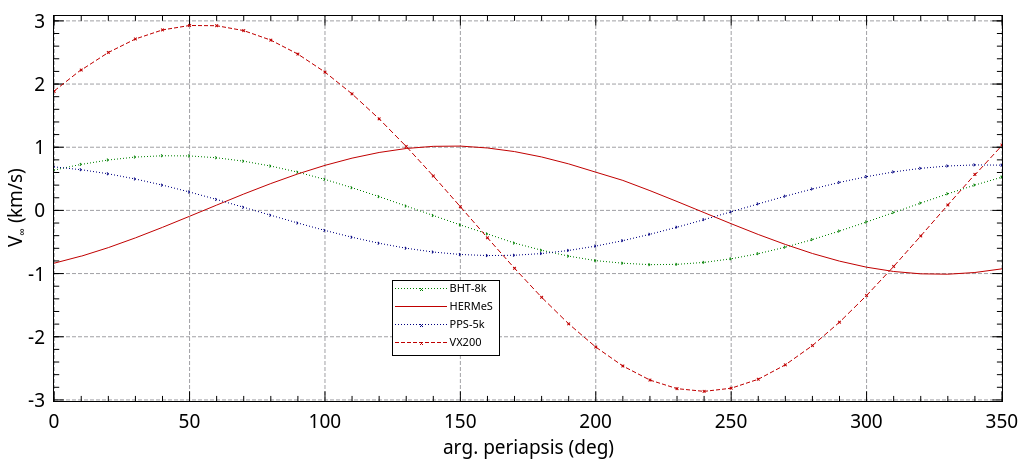 3
2
1
0
-1
-2
-3
V∞ (km/s)
BHT-8k
HERMeS
PPS-5k
VX200
0 50 100 150 200 250 300 350
arg. periapsis (deg)